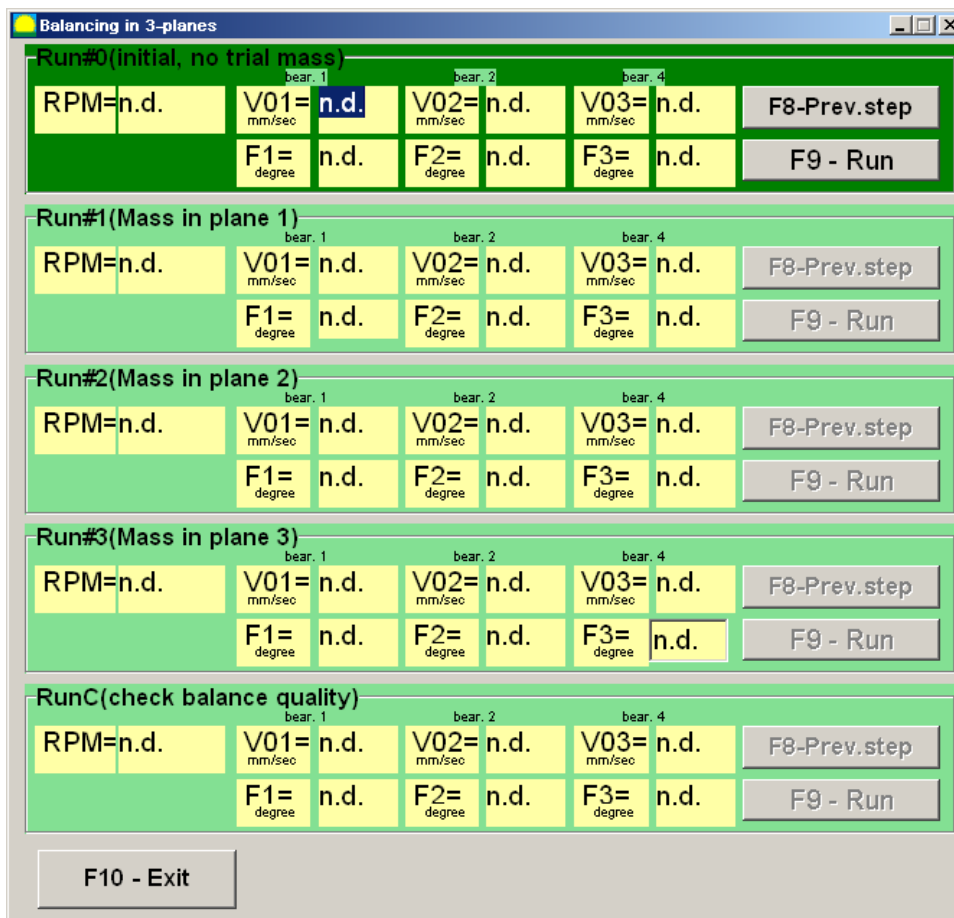 Balancing in 3-planes
Run#0(initial, no trial mass)
bear. 1 bear. 2 bear. 4
RPM= n.d. V01= mm/sec n.d. V02= mm/sec n.d. V03= mm/sec n.d. F8-Prev.step
F1= degree n.d. F2= degree n.d. F3= degree n.d. F9 - Run
Run#1(Mass in plane 1)
bear. 1 bear. 2 bear. 4
RPM= n.d. V01= mm/sec n.d. V02= mm/sec n.d. V03= mm/sec n.d. F8-Prev.step
F1= degree n.d. F2= degree n.d. F3= degree n.d. F9 - Run
Run#2(Mass in plane 2)
bear. 1 bear. 2 bear. 4
RPM= n.d. V01= mm/sec n.d. V02= mm/sec n.d. V03= mm/sec n.d. F8-Prev.step
F1= degree n.d. F2= degree n.d. F3= degree n.d. F9 - Run
Run#3(Mass in plane 3)
bear. 1 bear. 2 bear. 4
RPM= n.d. V01= mm/sec n.d. V02= mm/sec n.d. V03= mm/sec n.d. F8-Prev.step
F1= degree n.d. F2= degree n.d. F3= degree n.d. F9 - Run
RunC(check balance quality)
bear. 1 bear. 2 bear. 4
RPM= n.d. V01= mm/sec n.d. V02= mm/sec n.d. V03= mm/sec n.d. F8-Prev.step
F1= degree n.d. F2= degree n.d. F3= degree n.d. F9 - Run
F10 - Exit